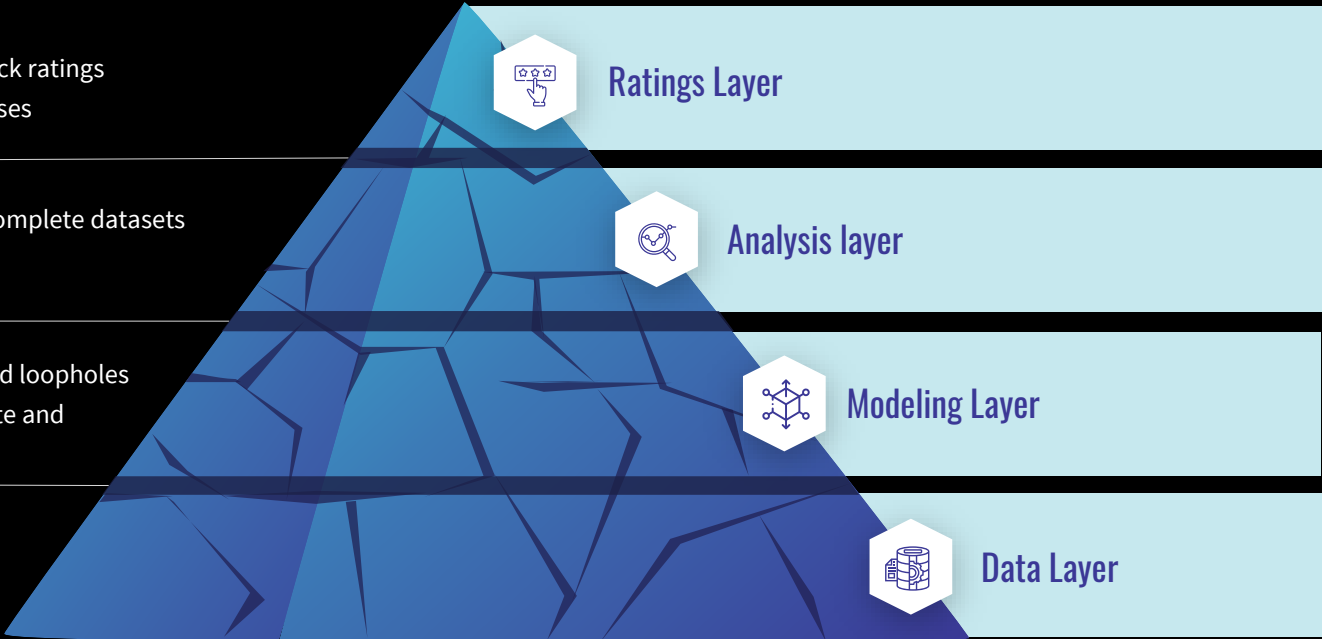 ck ratings
ses
Ratings Layer
omplete datasets
Analysis layer
d loopholes
te and
Modeling Layer
Data Layer